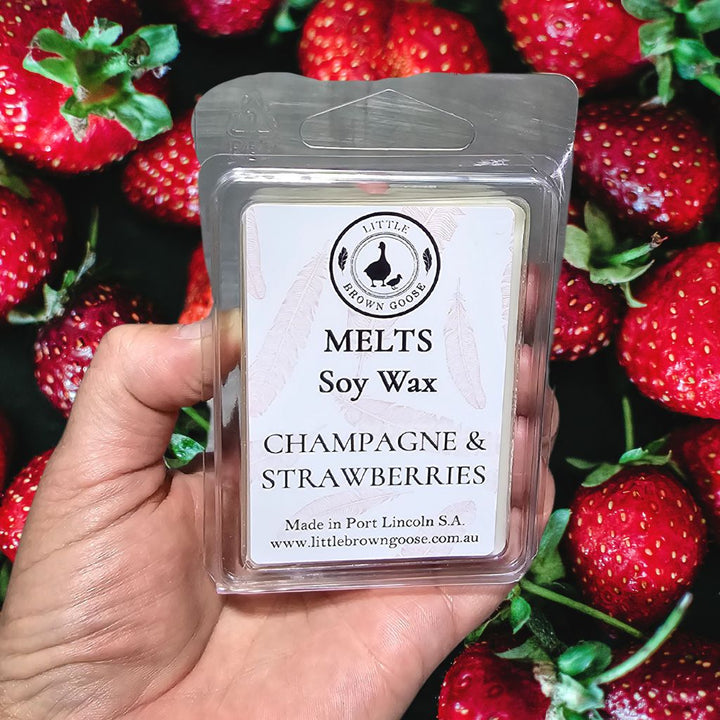 LITTLE
BROWN GOOSE
MELTS
Soy Wax
CHAMPAGNE &
STRAWBERRIES
Made in Port Lincoln S.A.
www.littlebrowngoose.com.au